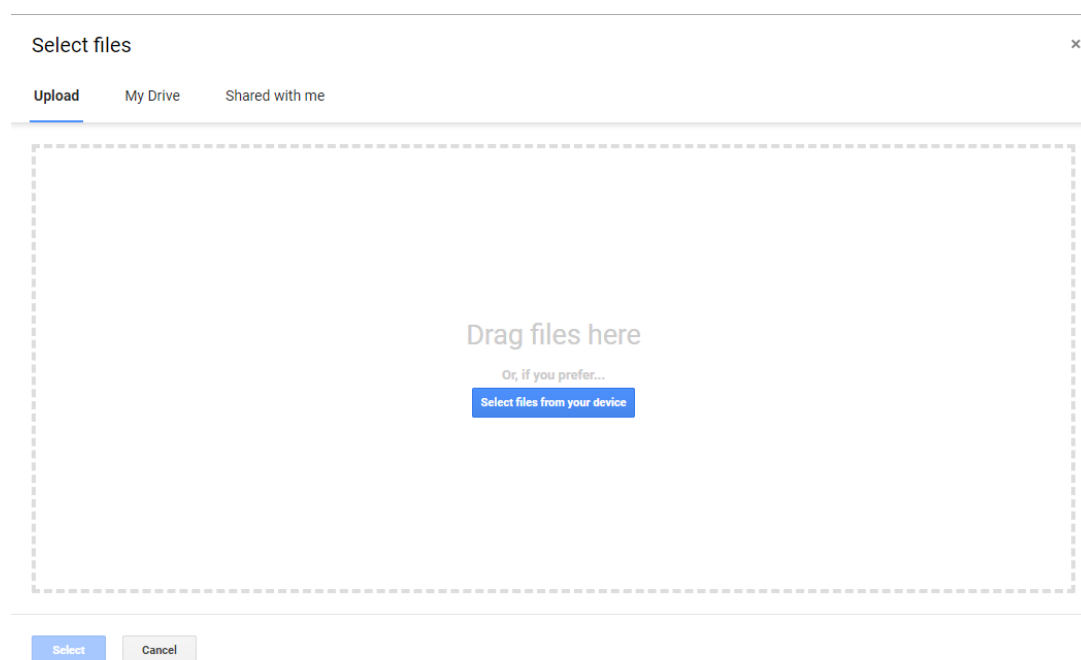 Select files
×
Upload My Drive Shared with me
Drag files here
Or, if you prefer...
Select files from your device
Select Cancel